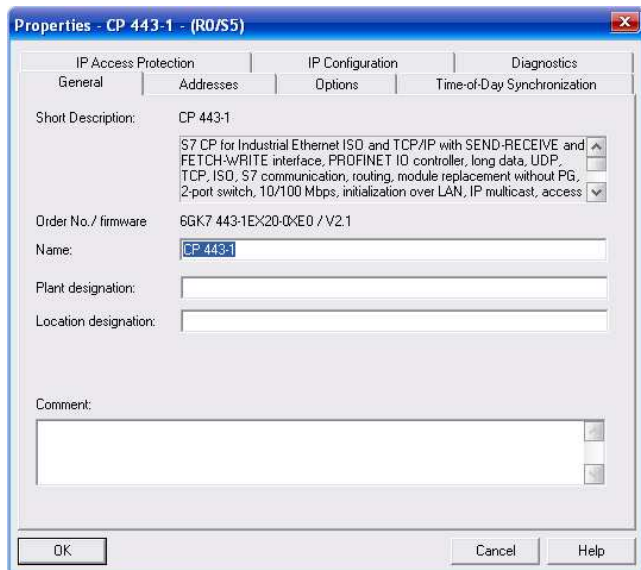 Properties - CP 443-1 - (R0/S5)
IP Access Protection IP Configuration Diagnostics
General Addresses Options Time-of-Day Synchronization
Short Description: CP 443-1
S7 CP for Industrial Ethernet ISO and TCP/IP with SEND-RECEIVE and
FETCH-WRITE interface, PROFINET IO controller, long data, UDP,
TCP, ISO, S7 communication, routing, module replacement without PG,
2-port switch, 10/100 Mbps, initialization over LAN, IP multicast, access
Order No./ firmware 6GK7 443-1EX20-0XE0 / V2.1
Name: CP 443-1
Plant designation:
Location designation:
Comment:
OK Cancel Help